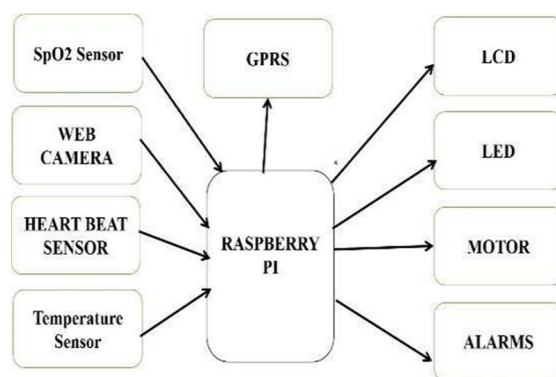 SpO2 Sensor
GPRS
LCD
WEB
CAMERA
LED
HEART BEAT
SENSOR
RASPBERRY
PI
MOTOR
Temperature
Sensor
ALARMS